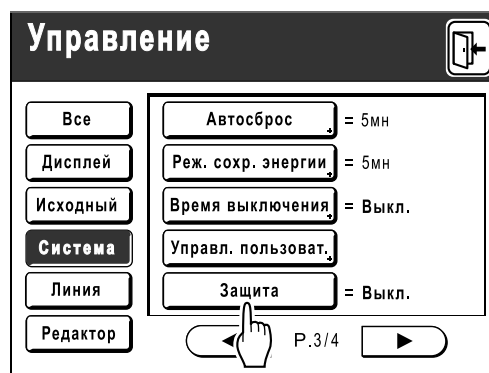 Управление
Все
Автосброс = 5мн
Дисплей
Реж. сохр. энергии = 5мн
Исходный
Время выключения = Выкл.
Система
Управл. пользоват.
Линия
Защита = Выкл.
Редактор
P.3/4